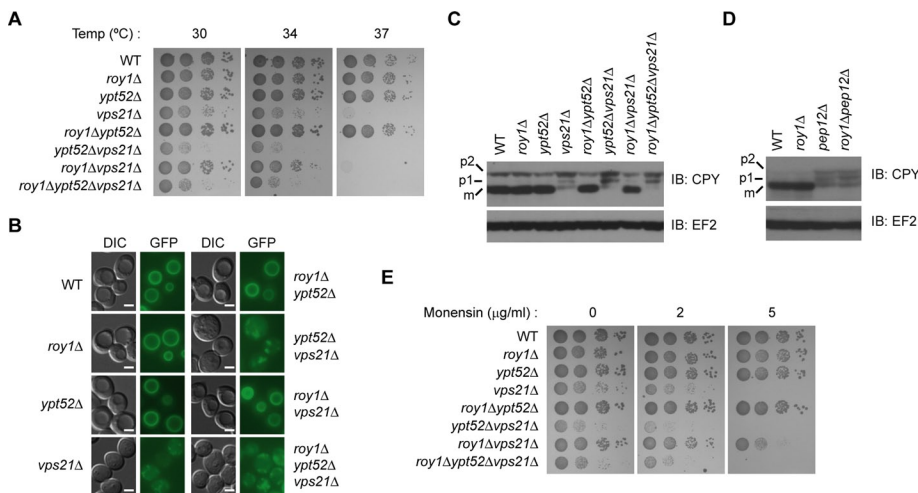 A
Temp (ºC) : 30 34 37
WT
roy1Δ
ypt52Δ
vps21Δ
roy1Δypt52Δ
ypt52Δvps21Δ
roy1Δvps21Δ
roy1Δypt52Δvps21Δ
B
DIC GFP DIC GFP
WT
roy1Δ
ypt52Δ
roy1Δ
ypt52Δ
vps21Δ
ypt52Δ
roy1Δ
vps21Δ
vps21Δ
roy1Δ
ypt52Δ
vps21Δ
C
WT
roy1Δ
ypt52Δ
vps21Δ
roy1Δypt52Δ
ypt52Δvps21Δ
roy1Δvps21Δ
roy1Δypt52Δvps21Δ
p2
p1
m
IB: CPY
IB: EF2
D
WT
roy1Δ
pep12Δ
roy1Δpep12Δ
p2
p1
m
IB: CPY
IB: EF2
E
Monensin (μg/ml) : 0 2 5
WT
roy1Δ
ypt52Δ
vps21Δ
roy1Δypt52Δ
ypt52Δvps21Δ
roy1Δvps21Δ
roy1Δypt52Δvps21Δ